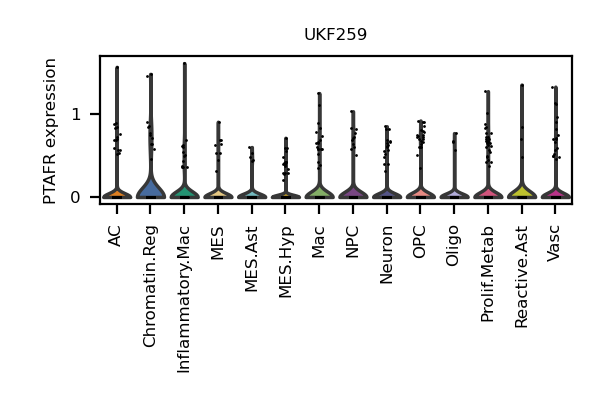 UKF259
PTAFR expression
1
0
AC
Chromatin.Reg
Inflammatory.Mac
MES
MES.Ast
MES.Hyp
Mac
NPC
Neuron
OPC
Oligo
Prolif.Metab
Reactive.Ast
Vasc